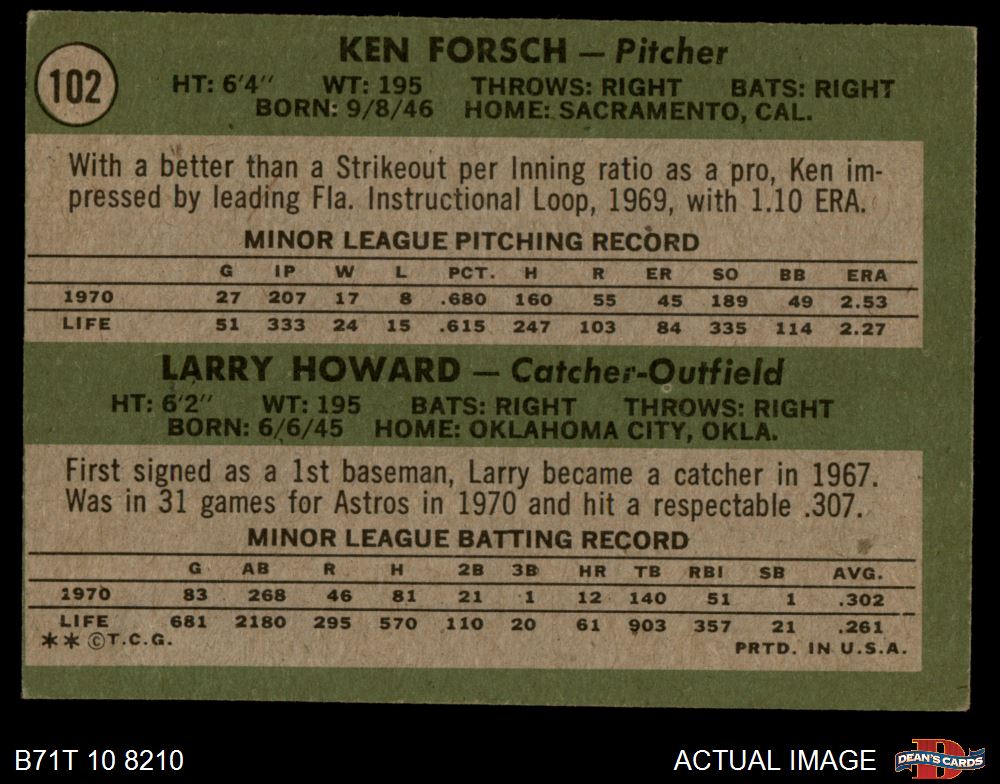 102
KEN FORSCH — Pitcher
HT: 6'4" WT: 195 THROWS: RIGHT BATS: RIGHT
BORN: 9/8/46 HOME: SACRAMENTO, CAL.
With a better than a Strikeout per Inning ratio as a pro, Ken im-
pressed by leading Fla. Instructional Loop, 1969, with 1.10 ERA.
MINOR LEAGUE PITCHING RECORD
G IP W L PCT. H R ER SO BB ERA
1970 27 207 17 8 .680 160 55 45 189 49 2.53
LIFE 51 333 24 15 .615 247 103 84 335 114 2.27
LARRY HOWARD — Catcher-Outfield
HT: 6'2" WT: 195 BATS: RIGHT THROWS: RIGHT
BORN: 6/6/45 HOME: OKLAHOMA CITY, OKLA.
First signed as a 1st baseman, Larry became a catcher in 1967.
Was in 31 games for Astros in 1970 and hit a respectable .307.
MINOR LEAGUE BATTING RECORD
G AB R H 2B 3B HR TB RBI SB AVG.
1970 83 268 46 81 21 1 12 140 51 1 .302
LIFE 681 2180 295 570 110 20 61 903 357 21 .261
** ©T.C.G. PRTD. IN U.S.A.
B71T 10 8210 ACTUAL IMAGE DEAN'S CARDS